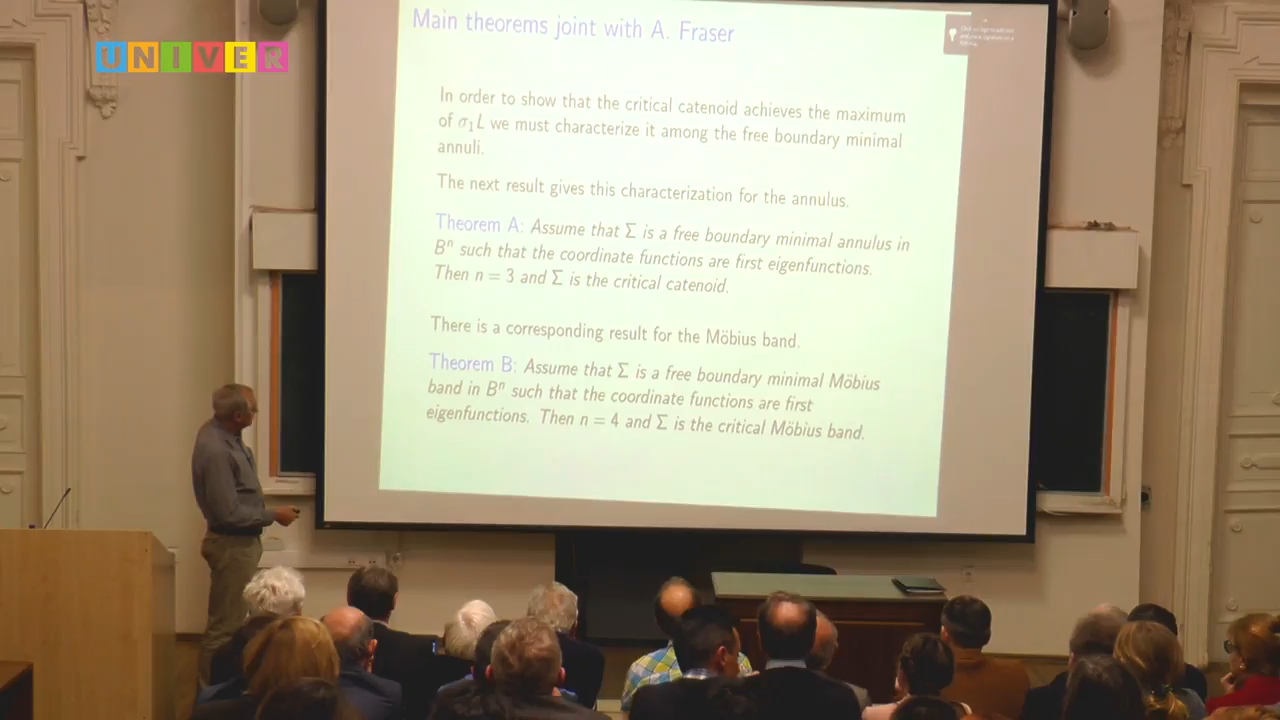 UNIVER
Main theorems joint with A. Fraser
In order to show that the critical catenoid achieves the maximum
of σ₁L we must characterize it among the free boundary minimal
annuli.
The next result gives this characterization for the annulus.
Theorem A: Assume that Σ is a free boundary minimal annulus in
Bⁿ such that the coordinate functions are first eigenfunctions.
Then n = 3 and Σ is the critical catenoid.
There is a corresponding result for the Möbius band.
Theorem B: Assume that Σ is a free boundary minimal Möbius
band in Bⁿ such that the coordinate functions are first
eigenfunctions. Then n = 4 and Σ is the critical Möbius band.